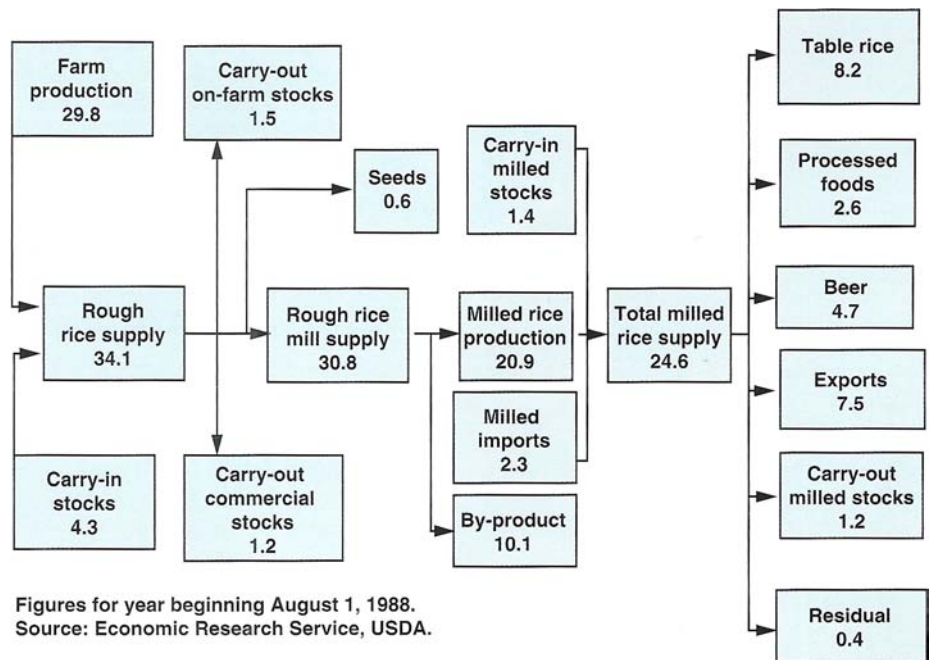 Farm
production
29.8
Carry-out
on-farm stocks
1.5
Seeds
0.6
Carry-in
milled
stocks
1.4
Table rice
8.2
Processed
foods
2.6
Rough
rice supply
34.1
Rough rice
mill supply
30.8
Milled rice
production
20.9
Total milled
rice supply
24.6
Beer
4.7
Exports
7.5
Milled
imports
2.3
Carry-in
stocks
4.3
Carry-out
commercial
stocks
1.2
By-product
10.1
Carry-out
milled stocks
1.2
Residual
0.4
Figures for year beginning August 1, 1988.
Source: Economic Research Service, USDA.